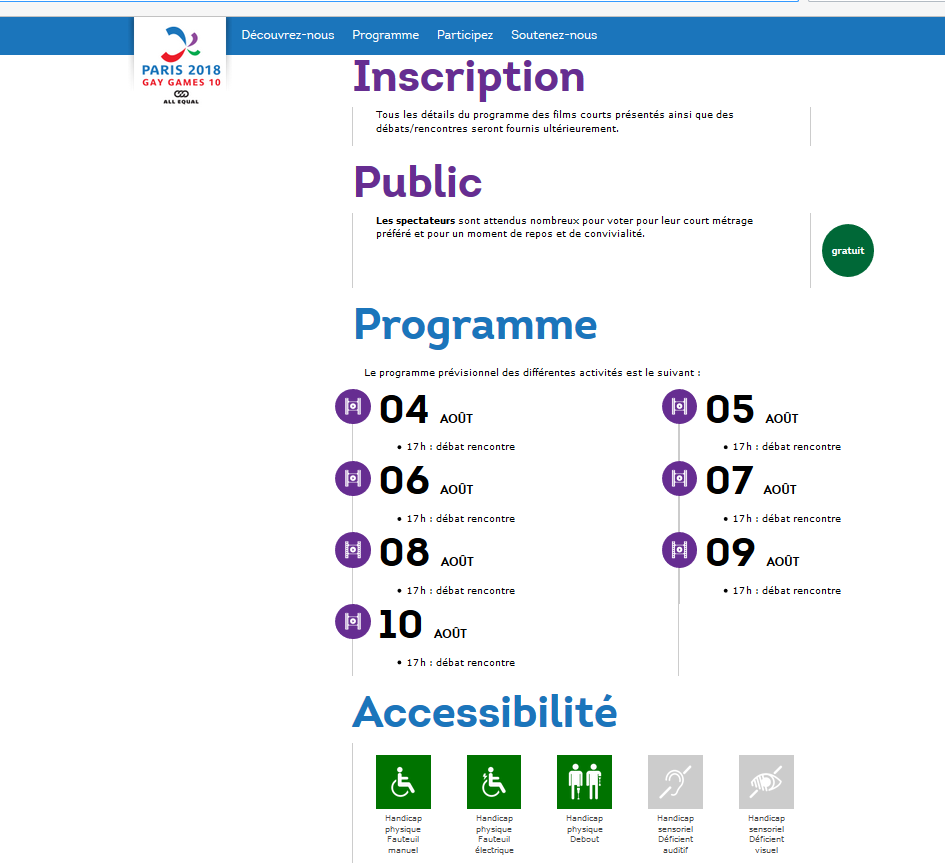 Découvrez-nous Programme Participez Soutenez-nous
PARIS 2018
GAY GAMES 10
ALL EQUAL
Inscription
Tous les détails du programme des films courts présentés ainsi que des
débats/rencontres seront fournis ultérieurement.
Public
Les spectateurs sont attendus nombreux pour voter pour leur court métrage
préféré et pour un moment de repos et de convivialité.
gratuit
Programme
Le programme prévisionnel des différentes activités est le suivant :
04 AOÛT
• 17h : débat rencontre
05 AOÛT
• 17h : débat rencontre
06 AOÛT
• 17h : débat rencontre
07 AOÛT
• 17h : débat rencontre
08 AOÛT
• 17h : débat rencontre
09 AOÛT
• 17h : débat rencontre
10 AOÛT
• 17h : débat rencontre
Accessibilité
Handicap
physique
Fauteuil
manuel
Handicap
physique
Fauteuil
électrique
Handicap
physique
Debout
Handicap
sensoriel
Déficient
auditif
Handicap
sensoriel
Déficient
visuel